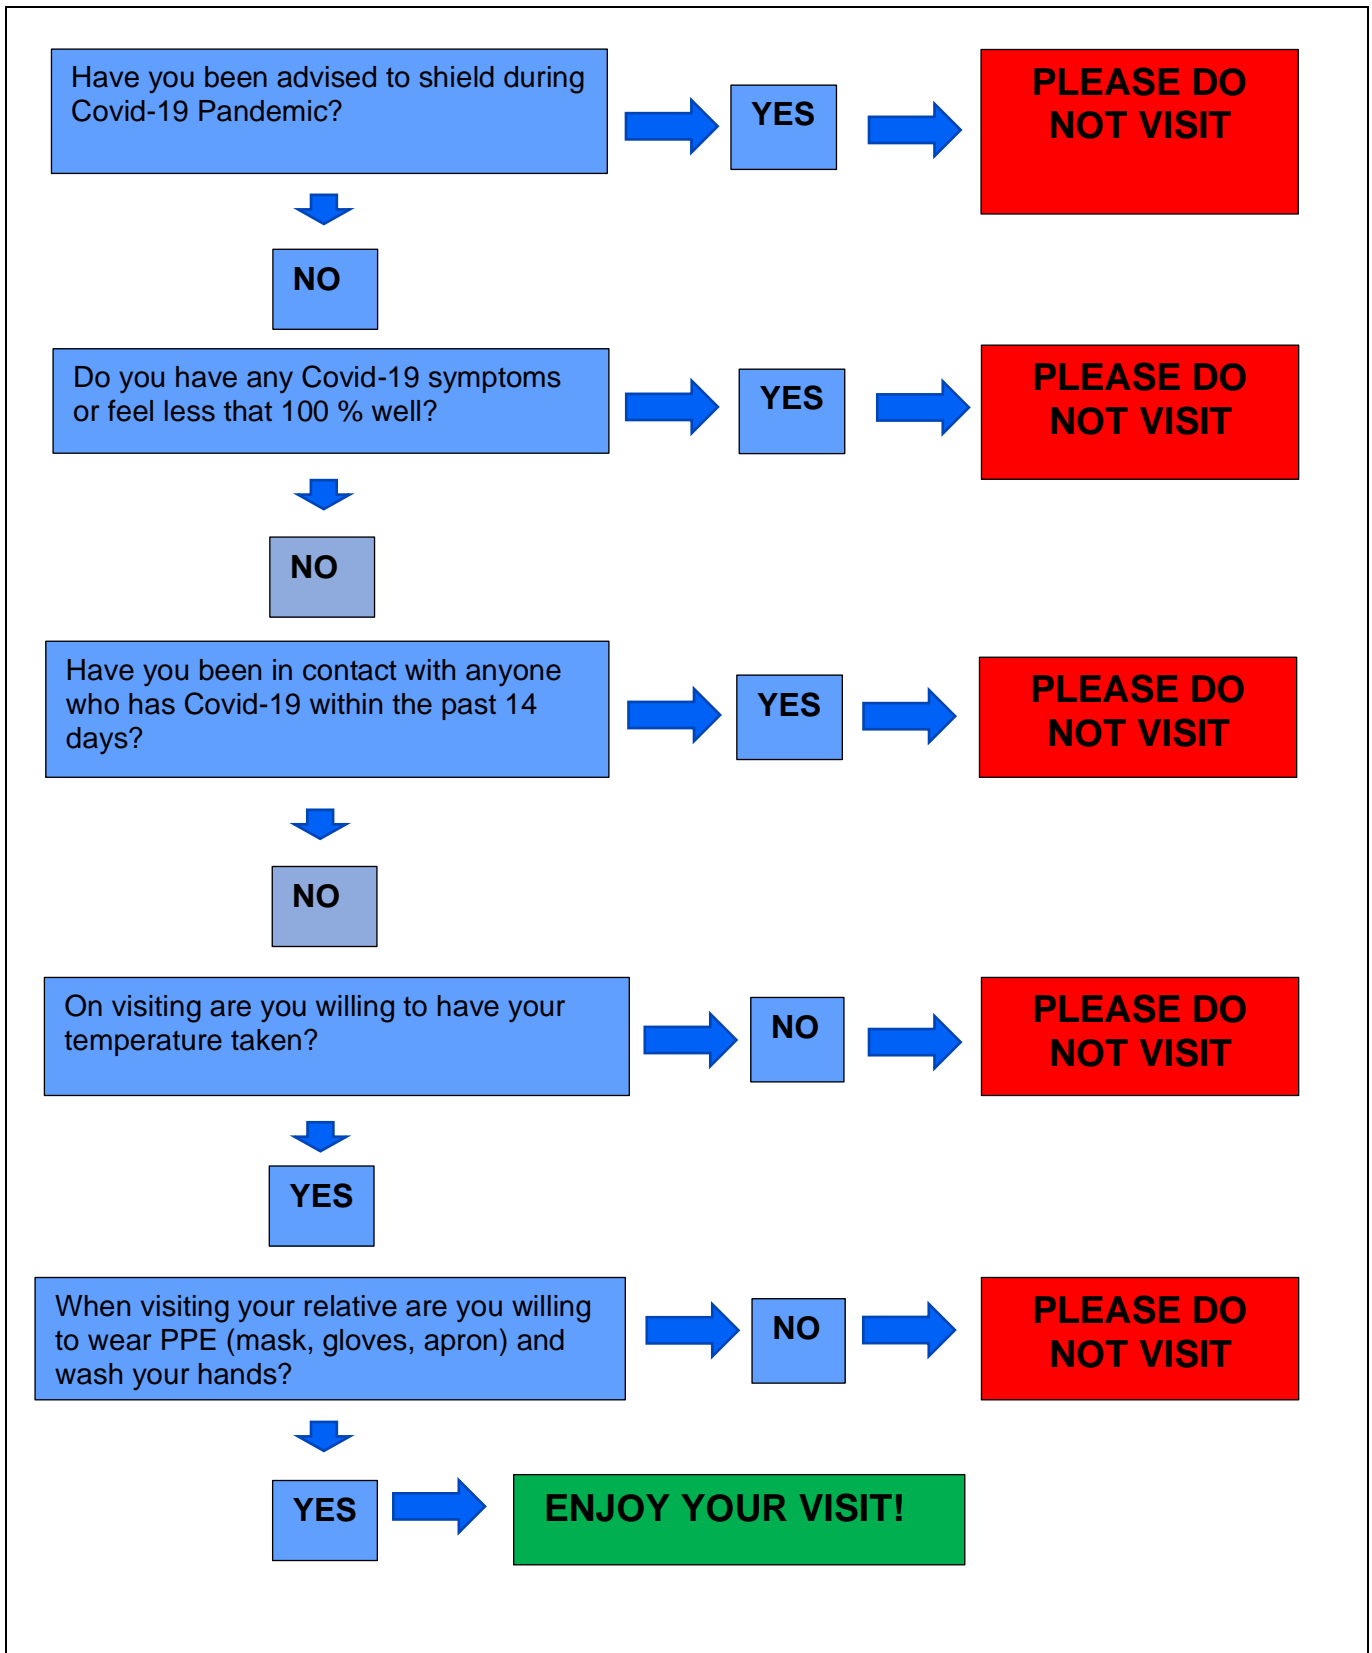 Have you been advised to shield during
Covid-19 Pandemic?
YES
PLEASE DO
NOT VISIT
NO
Do you have any Covid-19 symptoms
or feel less that 100 % well?
YES
PLEASE DO
NOT VISIT
NO
Have you been in contact with anyone
who has Covid-19 within the past 14
days?
YES
PLEASE DO
NOT VISIT
NO
On visiting are you willing to have your
temperature taken?
NO
PLEASE DO
NOT VISIT
YES
When visiting your relative are you willing
to wear PPE (mask, gloves, apron) and
wash your hands?
NO
PLEASE DO
NOT VISIT
YES
ENJOY YOUR VISIT!